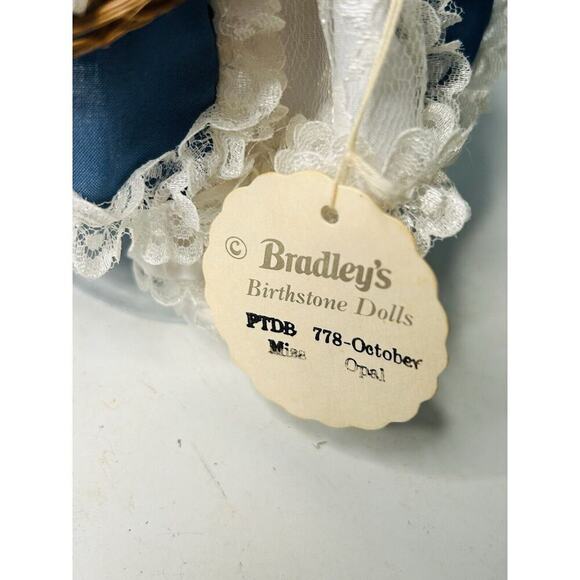 © Bradley's
Birthstone Dolls
PTDB 778-October
Miss Opal